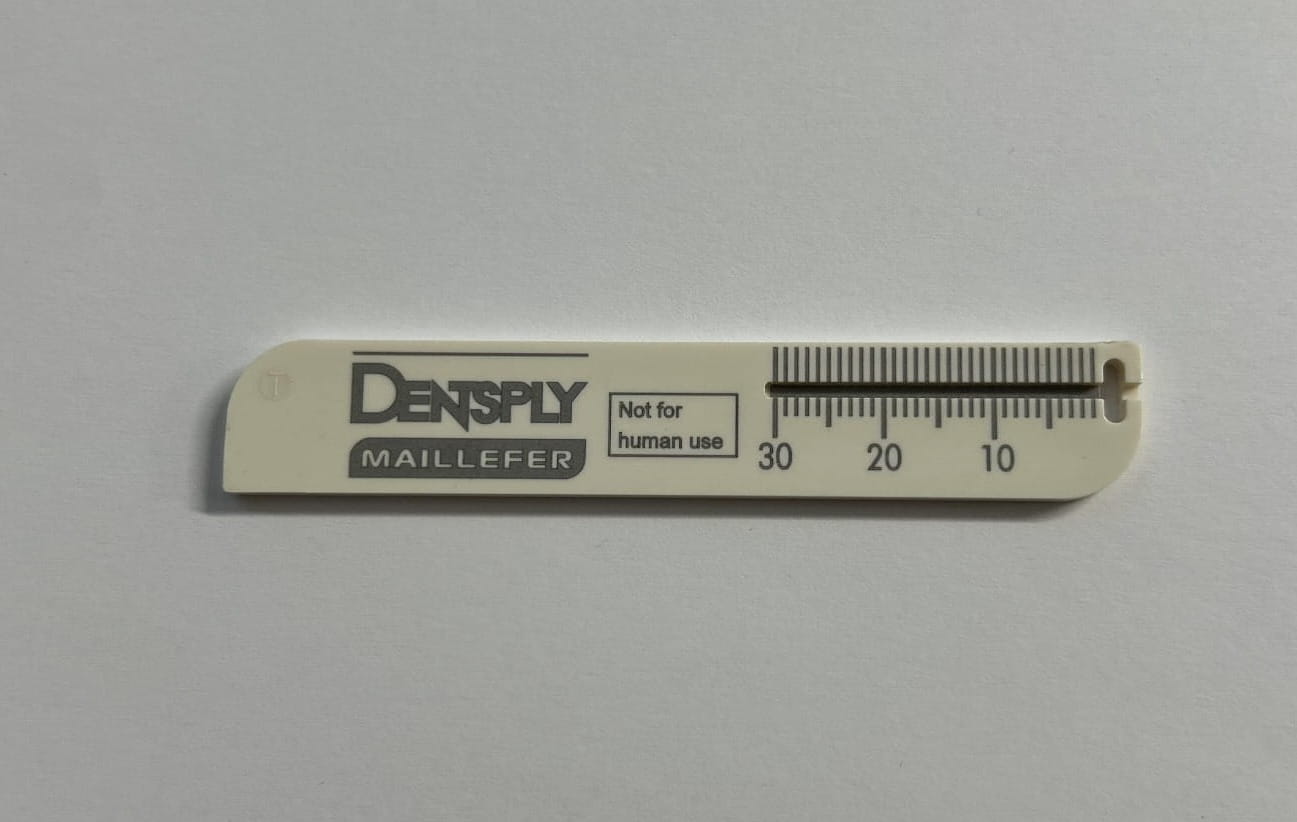 DENTSPLY
MAILLEFER
Not for
human use
30 20 10